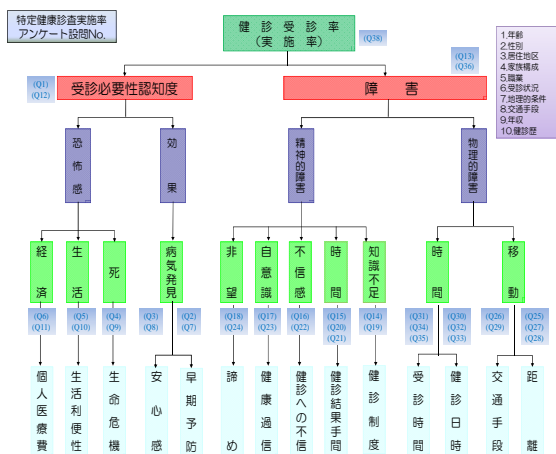 特定健康診査実施率
アンケート設問No.
健診受診率
(実施率)
(Q38)
1,年齢
2,性別
3,居住地区
4,家族構成
5,職業
6,受診状況
7,地理的条件
8,交通手段
9,年収
10,健診歴
(Q1)
(Q12)
受診必要性認知度
(Q13)
(Q36)
障害
恐怖感
効果
精神的障害
物理的障害
経済
生活
死
病気発見
非望
自意識
不信感
時間
知識不足
時間
移動
(Q6)
(Q11)
(Q5)
(Q10)
(Q4)
(Q9)
(Q3)
(Q8)
(Q2)
(Q7)
(Q18)
(Q24)
(Q17)
(Q23)
(Q16)
(Q22)
(Q15)
(Q20)
(Q21)
(Q14)
(Q19)
(Q31)
(Q34)
(Q35)
(Q30)
(Q32)
(Q33)
(Q26)
(Q29)
(Q25)
(Q27)
(Q28)
個人医療費
生活利便性
生命危機
安心感
早期予防
諦め
健康過信
健診への不信
健診結果手間
健診制度
受診時間
健診日時
交通手段
距離